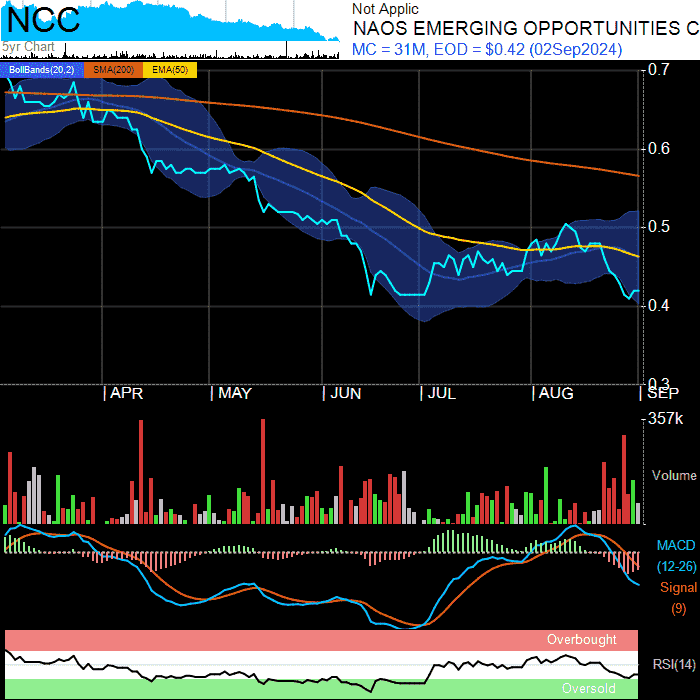 NCC
5yr Chart
Not Applic
NAOS EMERGING OPPORTUNITIES C
MC = 31M, EOD = $0.42 (02Sep2024)
BollBands(20,2) SMA(200) EMA(50)
0.7
0.6
0.5
0.4
0.3
APR MAY JUN JUL AUG SEP
357k
Volume
MACD
(12-26)
Signal
(9)
Overbought
RSI(14)
Oversold